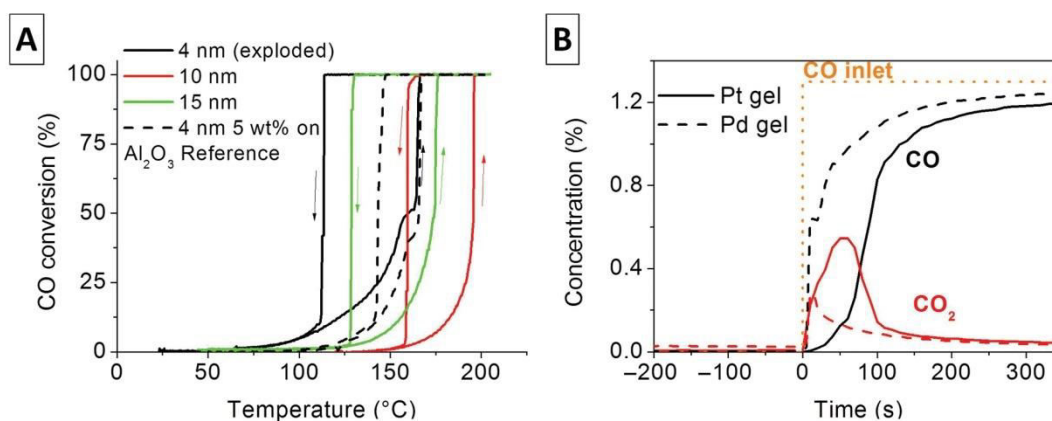 A
4 nm (exploded)
10 nm
15 nm
4 nm 5 wt% on
Al₂O₃ Reference
CO conversion (%)
100
75
50
25
0
0 50 100 150 200
Temperature (°C)
B
CO inlet
Pt gel
Pd gel
CO
CO₂
Concentration (%)
1.2
0.8
0.4
0.0
−200 −100 0 100 200 300
Time (s)